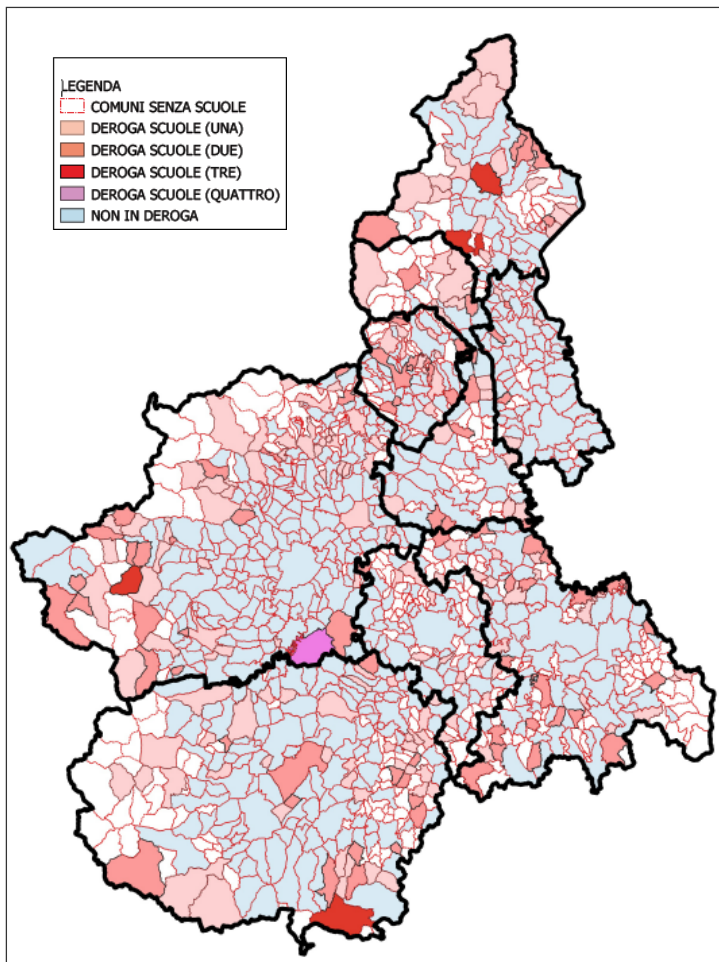 LEGENDA
COMUNI SENZA SCUOLE
DEROGA SCUOLE (UNA)
DEROGA SCUOLE (DUE)
DEROGA SCUOLE (TRE)
DEROGA SCUOLE (QUATTRO)
NON IN DEROGA